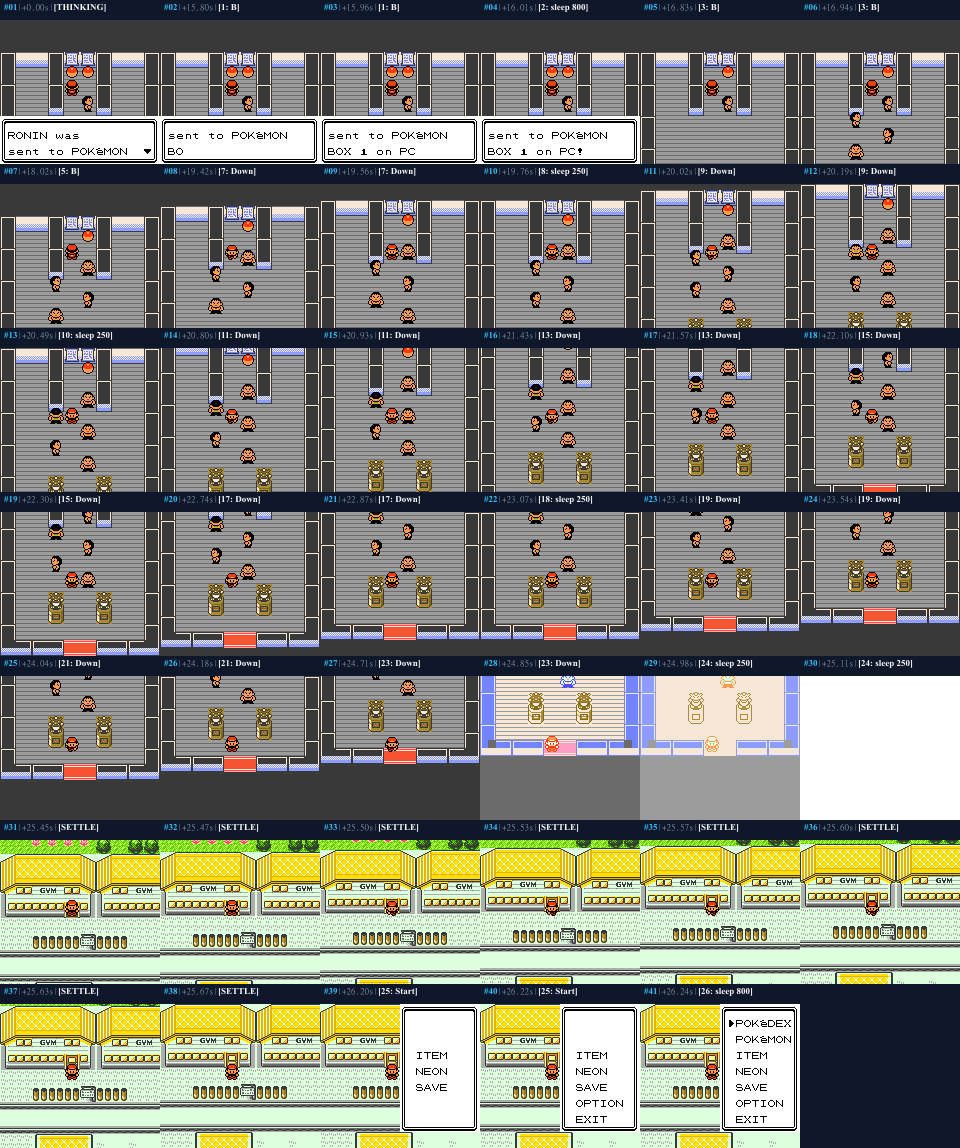 #01|+0.00s| [THINKING]
#02|+15.80s| [1: B]
#03|+15.96s| [1: B]
#04|+16.01s| [2: sleep 800]
#05|+16.83s| [3: B]
#06|+16.94s| [3: B]
RONIN was
sent to POKéMON
sent to POKéMON
BO
sent to POKéMON
BOX 1 on PC
sent to POKéMON
BOX 1 on PC!
#07|+18.02s| [5: B]
#08|+19.42s| [7: Down]
#09|+19.56s| [7: Down]
#10|+19.76s| [8: sleep 250]
#11|+20.02s| [9: Down]
#12|+20.19s| [9: Down]
#13|+20.49s| [10: sleep 250]
#14|+20.80s| [11: Down]
#15|+20.93s| [11: Down]
#16|+21.43s| [13: Down]
#17|+21.57s| [13: Down]
#18|+22.10s| [15: Down]
#19|+22.30s| [15: Down]
#20|+22.74s| [17: Down]
#21|+22.87s| [17: Down]
#22|+23.07s| [18: sleep 250]
#23|+23.41s| [19: Down]
#24|+23.54s| [19: Down]
#25|+24.04s| [21: Down]
#26|+24.18s| [21: Down]
#27|+24.71s| [23: Down]
#28|+24.85s| [23: Down]
#29|+24.98s| [24: sleep 250]
#30|+25.11s| [24: sleep 250]
#31|+25.45s| [SETTLE]
#32|+25.47s| [SETTLE]
#33|+25.50s| [SETTLE]
#34|+25.53s| [SETTLE]
#35|+25.57s| [SETTLE]
#36|+25.60s| [SETTLE]
GYM
GYM
GYM
GYM
GYM
GYM
GYM
GYM
GYM
GYM
GYM
GYM
#37|+25.63s| [SETTLE]
#38|+25.67s| [SETTLE]
#39|+26.20s| [25: Start]
#40|+26.22s| [25: Start]
#41|+26.24s| [26: sleep 800]
GYM
GYM
GYM
GYM
GYM
GYM
GYM
ITEM
NEON
SAVE
ITEM
NEON
SAVE
OPTION
EXIT
POKéDEX
POKéMON
ITEM
NEON
SAVE
OPTION
EXIT